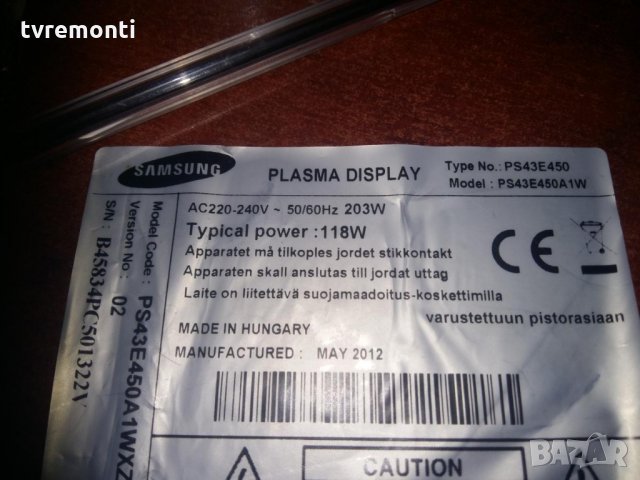 tvremonti
SAMSUNG
PLASMA DISPLAY
Type No.: PS43E450
Model : PS43E450A1W
AC220-240V ~ 50/60Hz 203W
Typical power :118W
Apparatet må tilkoples jordet stikkontakt
Apparaten skall anslutas till jordat uttag
Laite on liitettävä suojamaadoitus-koskettimilla
varustettuun pistorasiaan
MADE IN HUNGARY
MANUFACTURED : MAY 2012
CE
Model Code : PS43E450A1WXZ
Version No : 02
S/N : B45834PC501322V
CAUTION
BAZAR